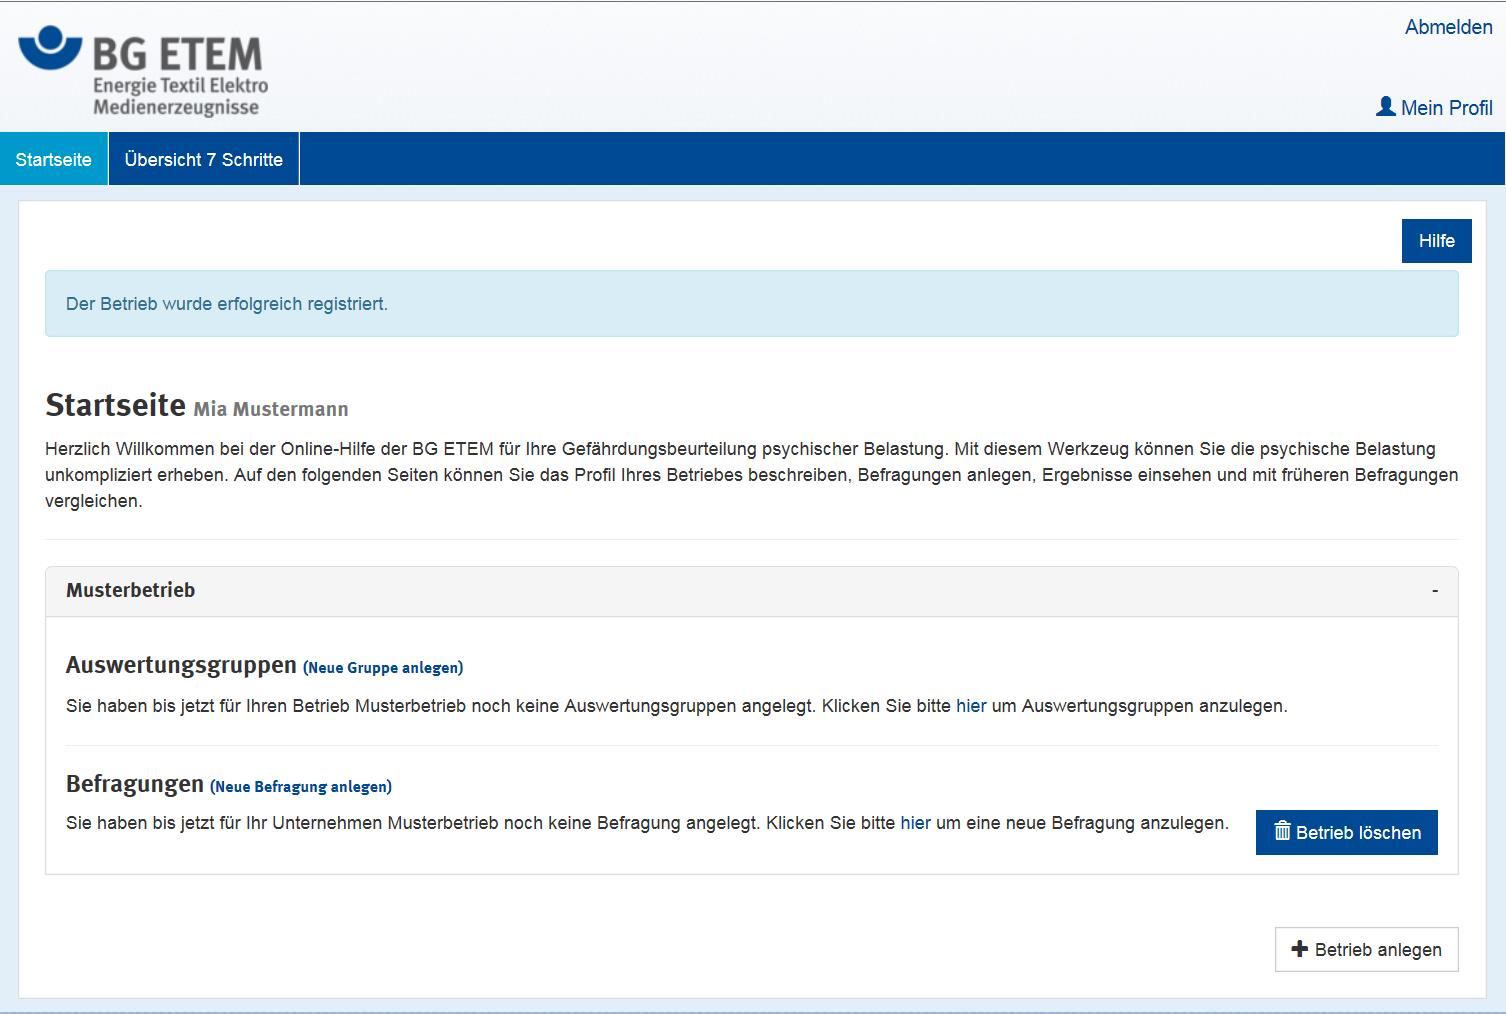 BG ETEM
Energie Textil Elektro
Medienerzeugnisse
Abmelden
Mein Profil
Startseite
Übersicht 7 Schritte
Hilfe
Der Betrieb wurde erfolgreich registriert.
Startseite Mia Mustermann
Herzlich Willkommen bei der Online-Hilfe der BG ETEM für Ihre Gefährdungsbeurteilung psychischer Belastung. Mit diesem Werkzeug können Sie die psychische Belastung
unkompliziert erheben. Auf den folgenden Seiten können Sie das Profil Ihres Betriebes beschreiben, Befragungen anlegen, Ergebnisse einsehen und mit früheren Befragungen
vergleichen.
Musterbetrieb -
Auswertungsgruppen (Neue Gruppe anlegen)
Sie haben bis jetzt für Ihren Betrieb Musterbetrieb noch keine Auswertungsgruppen angelegt. Klicken Sie bitte hier um Auswertungsgruppen anzulegen.
Befragungen (Neue Befragung anlegen)
Sie haben bis jetzt für Ihr Unternehmen Musterbetrieb noch keine Befragung angelegt. Klicken Sie bitte hier um eine neue Befragung anzulegen.
Betrieb löschen
Betrieb anlegen